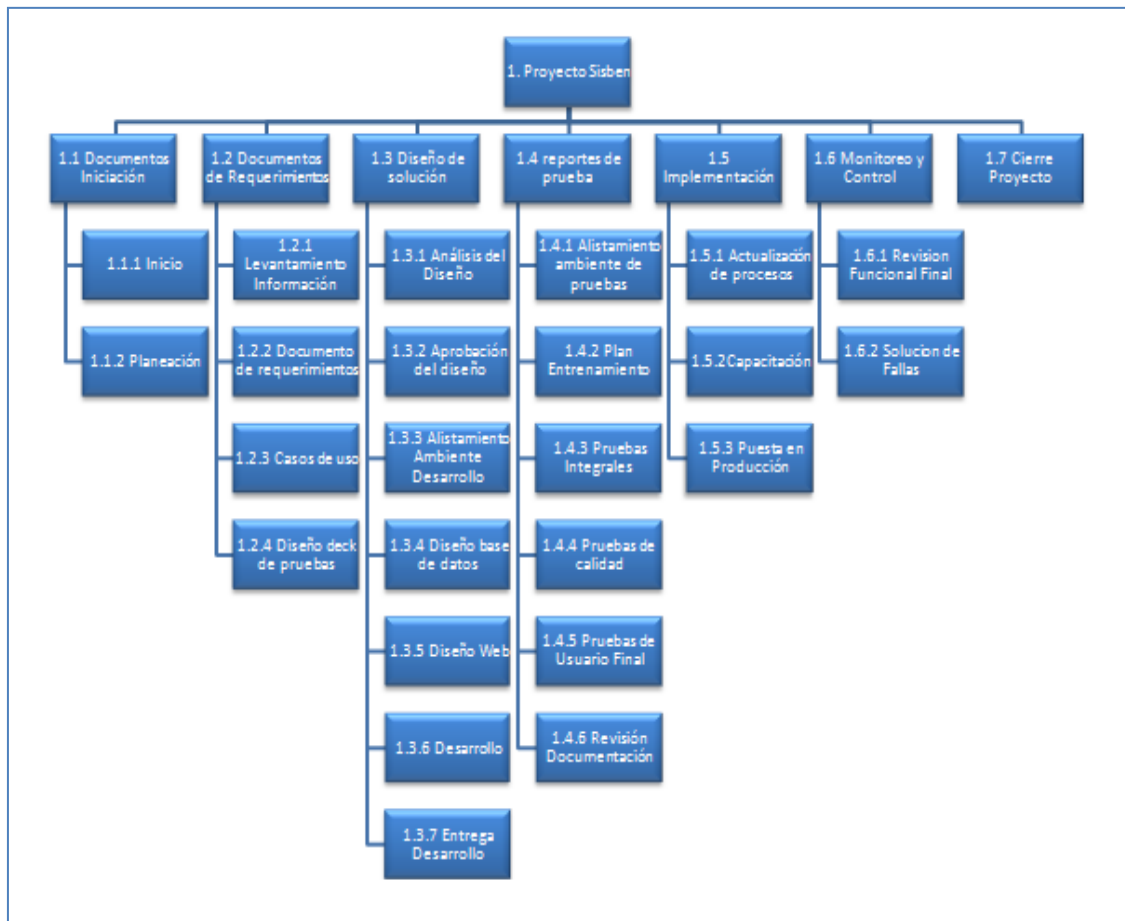 1. Proyecto Sisben
1.1 Documentos
Iniciación
1.2 Documentos
de Requerimientos
1.3 Diseño de
solución
1.4 reportes de
prueba
1.5
Implementación
1.6 Monitoreo y
Control
1.7 Cierre
Proyecto
1.1.1 Inicio
1.1.2 Planeación
1.2.1
Levantamiento
Información
1.2.2 Documento
de requerimientos
1.2.3 Casos de uso
1.2.4 Diseño deck
de pruebas
1.3.1 Análisis del
Diseño
1.3.2 Aprobación
del diseño
1.3.3 Alistamiento
Ambiente
Desarrollo
1.3.4 Diseño base
de datos
1.3.5 Diseño Web
1.3.6 Desarrollo
1.3.7 Entrega
Desarrollo
1.4.1 Alistamiento
ambiente de
pruebas
1.4.2 Plan
Entrenamiento
1.4.3 Pruebas
Integrales
1.4.4 Pruebas de
calidad
1.4.5 Pruebas de
Usuario Final
1.4.6 Revisión
Documentación
1.5.1 Actualización
de procesos
1.5.2Capacitación
1.5.3 Puesta en
Producción
1.6.1 Revision
Funcional Final
1.6.2 Solucion de
Fallas